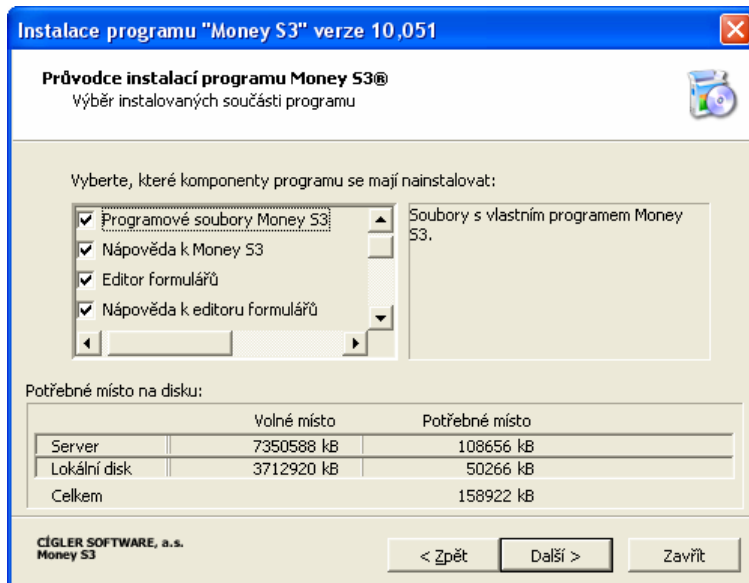 Instalace programu "Money S3" verze 10,051
Průvodce instalací programu Money S3®
Výběr instalovaných součásti programu
Vyberte, které komponenty programu se mají nainstalovat:
Programové soubory Money S3
Nápověda k Money S3
Editor formulářů
Nápověda k editoru formulářů
Soubory s vlastním programem Money
S3.
Potřebné místo na disku:
Volné místo Potřebné místo
Server 7350588 kB 108656 kB
Lokální disk 3712920 kB 50266 kB
Celkem 158922 kB
CÍGLER SOFTWARE, a.s.
Money S3
< Zpět Další > Zavřít